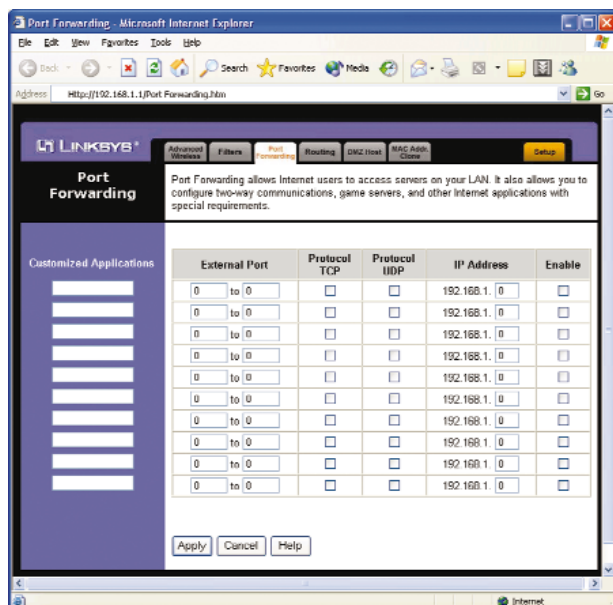 Port Forwarding - Microsoft Internet Explorer
File Edit View Favorites Tools Help
Back Search Favorites Media
Address Http://192.168.1.1/Port Forwarding.htm Go
LINKSYS®
Advanced Wireless Filters Port Forwarding Routing DMZ Host MAC Addr. Clone Setup
Port Forwarding
Port Forwarding allows Internet users to access servers on your LAN. It also allows you to
configure two-way communications, game servers, and other Internet applications with
special requirements.
Customized Applications
External Port Protocol TCP Protocol UDP IP Address Enable
0 to 0 192.168.1. 0
0 to 0 192.168.1. 0
0 to 0 192.168.1. 0
0 to 0 192.168.1. 0
0 to 0 192.168.1. 0
0 to 0 192.168.1. 0
0 to 0 192.168.1. 0
0 to 0 192.168.1. 0
0 to 0 192.168.1. 0
0 to 0 192.168.1. 0
Apply Cancel Help
Internet